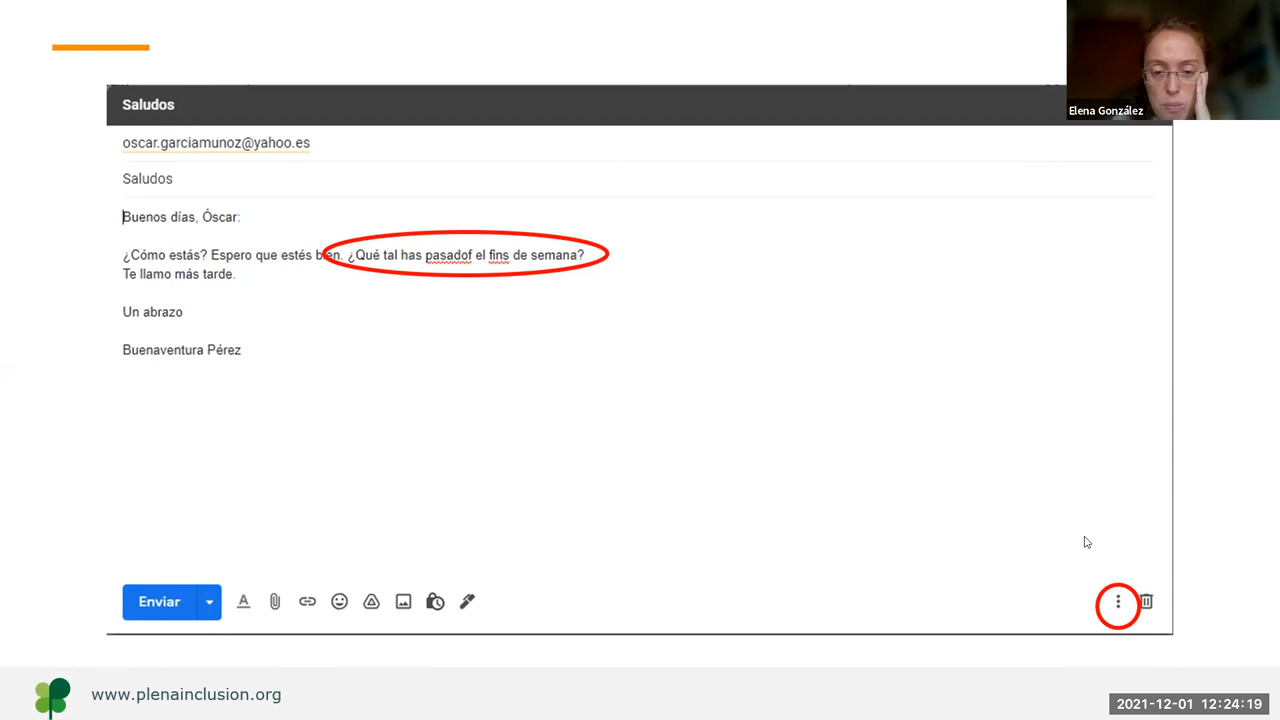 Elena González
Saludos
oscar.garciamunoz@yahoo.es
Saludos
Buenos días, Óscar:
¿Cómo estás? Espero que estés bien. ¿Qué tal has pasadof el fins de semana?
Te llamo más tarde.
Un abrazo
Buenaventura Pérez
Enviar
www.plenainclusion.org
2021-12-01 12:24:19